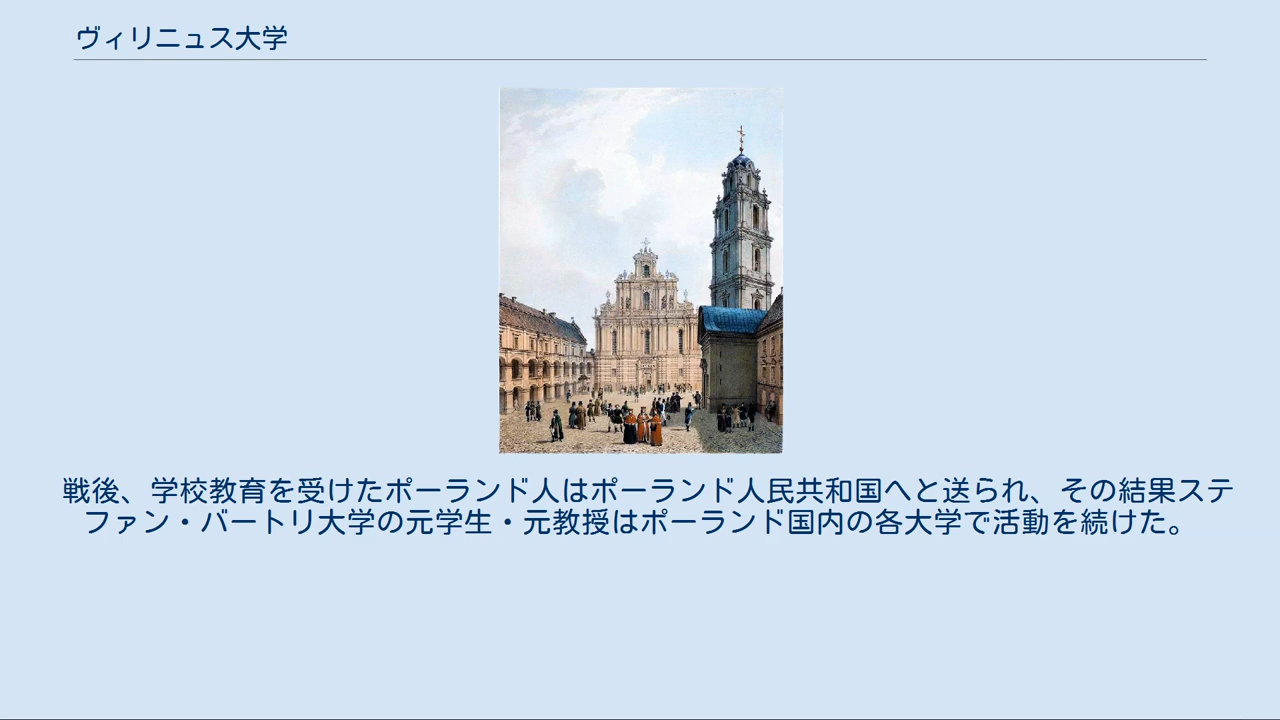 ヴィリニュス大学
戦後、学校教育を受けたポーランド人はポーランド人民共和国へと送られ、その結果ステ
ファン・バートリ大学の元学生・元教授はポーランド国内の各大学で活動を続けた。